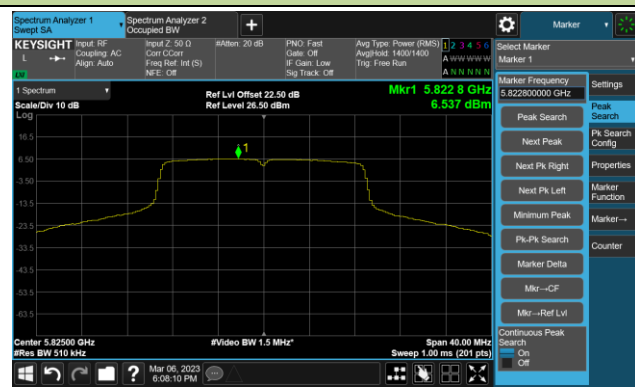 Spectrum Analyzer 1
Swept SA
Spectrum Analyzer 2
Occupied BW
+
Marker
KEYSIGHT
L
LW
Input: RF
Coupling: AC
Align: Auto
Input Z: 50 Ω
Corr CCorr
Freq Ref: Int (S)
NFE: Off
#Atten: 20 dB
PNO: Fast
Gate: Off
IF Gain: Low
Sig Track: Off
Avg Type: Power (RMS)
Avg|Hold: 1400/1400
Trig: Free Run
1 2 3 4 5 6
A W W W W W
A N N N N N
Select Marker
Marker 1
1 Spectrum
Scale/Div 10 dB
Log
Ref Lvl Offset 22.50 dB
Ref Level 26.50 dBm
Mkr1 5.822 8 GHz
6.537 dBm
16.5
6.50
-3.50
-13.5
-23.5
-33.5
-43.5
-53.5
-63.5
1
Center 5.82500 GHz
#Res BW 510 kHz
#Video BW 1.5 MHz*
Span 40.00 MHz
Sweep 1.00 ms (201 pts)
Marker Frequency
5.822800000 GHz
Peak Search
Next Peak
Next Pk Right
Next Pk Left
Minimum Peak
Pk-Pk Search
Marker Delta
Mkr→CF
Mkr→Ref Lvl
Continuous Peak
Search
On
Off
Settings
Peak
Search
Pk Search
Config
Properties
Marker
Function
Marker→
Counter
?
Mar 06, 2023
6:08:10 PM